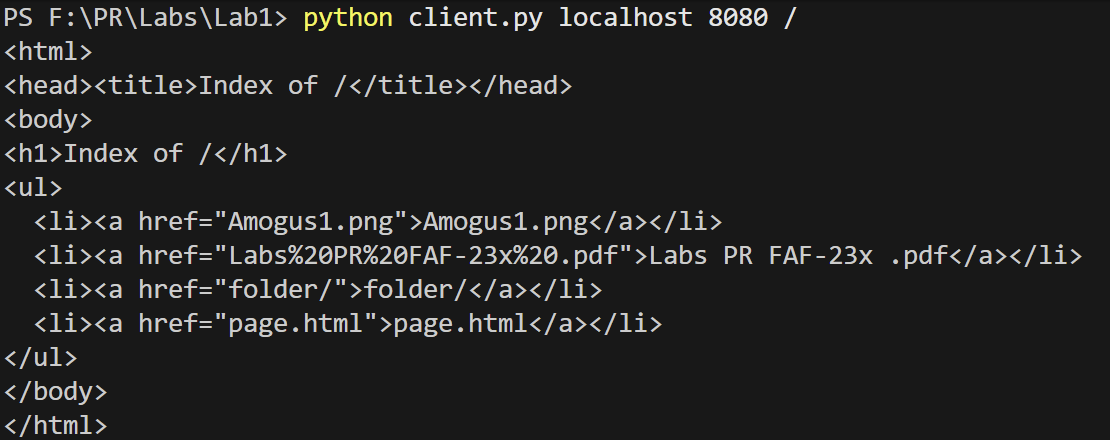 PS F:\PR\Labs\Lab1> python client.py localhost 8080 /
<html>
<head><title>Index of /</title></head>
<body>
<h1>Index of /</h1>
<ul>
  <li><a href="Amogus1.png">Amogus1.png</a></li>
  <li><a href="Labs%20PR%20FAF-23x%20.pdf">Labs PR FAF-23x .pdf</a></li>
  <li><a href="folder/">folder/</a></li>
  <li><a href="page.html">page.html</a></li>
</ul>
</body>
</html>